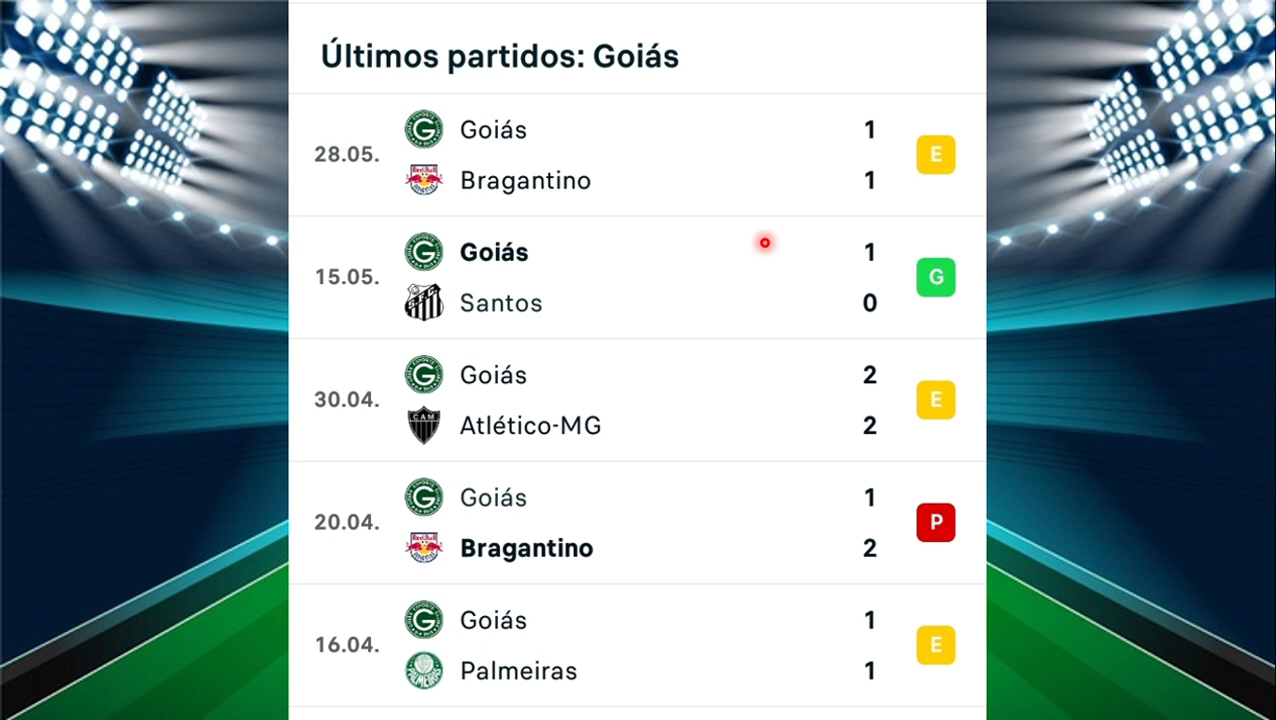 Últimos partidos: Goiás
28.05.
Goiás 1
Bragantino 1
E
15.05.
Goiás 1
Santos 0
G
30.04.
Goiás 2
Atlético-MG 2
E
20.04.
Goiás 1
Bragantino 2
P
16.04.
Goiás 1
Palmeiras 1
E